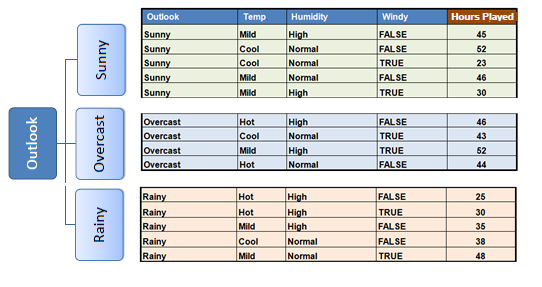 Outlook Temp Humidity Windy Hours Played
Sunny Mild High FALSE 45
Sunny Cool Normal FALSE 52
Sunny Cool Normal TRUE 23
Sunny Mild Normal FALSE 46
Sunny Mild High TRUE 30
Sunny
Overcast Hot High FALSE 46
Overcast Cool Normal TRUE 43
Overcast Mild High TRUE 52
Overcast Hot Normal FALSE 44
Overcast
Outlook
Rainy Hot High FALSE 25
Rainy Hot High TRUE 30
Rainy Mild High FALSE 35
Rainy Cool Normal FALSE 38
Rainy Mild Normal TRUE 48
Rainy